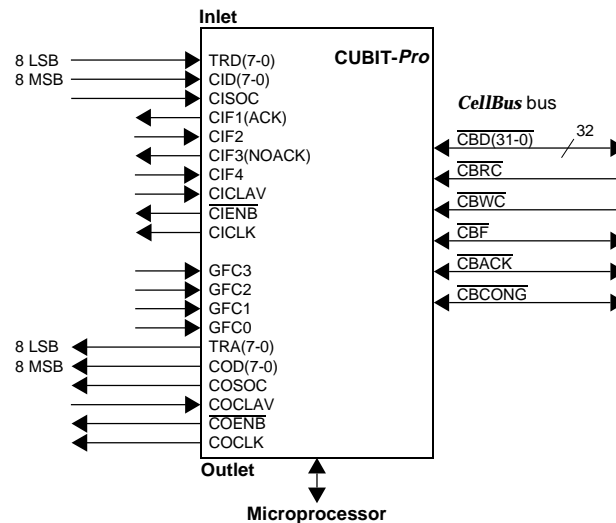 Inlet
CUBIT-Pro
8 LSB TRD(7-0)
8 MSB CID(7-0)
CISOC
CIF1(ACK)
CIF2
CIF3(NOACK)
CIF4
CICLAV
CIENB
CICLK
GFC3
GFC2
GFC1
GFC0
8 LSB TRA(7-0)
8 MSB COD(7-0)
COSOC
COCLAV
COENB
COCLK
Outlet
CellBus bus
CBD(31-0) 32
CBRC
CBWC
CBF
CBACK
CBCONG
Microprocessor